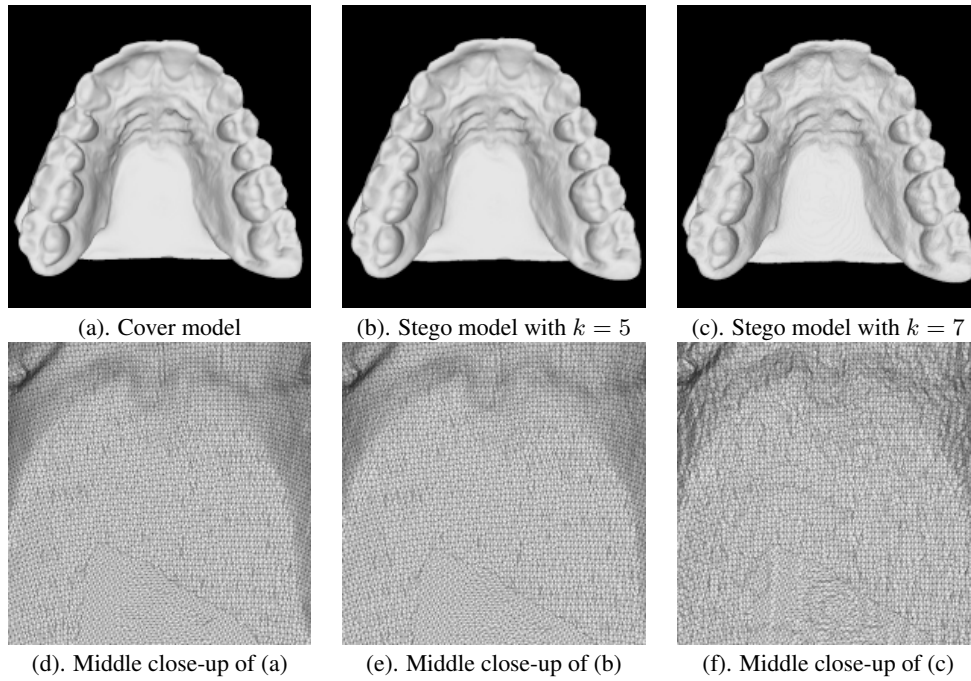 (a). Cover model
(b). Stego model with k = 5
(c). Stego model with k = 7
(d). Middle close-up of (a)
(e). Middle close-up of (b)
(f). Middle close-up of (c)